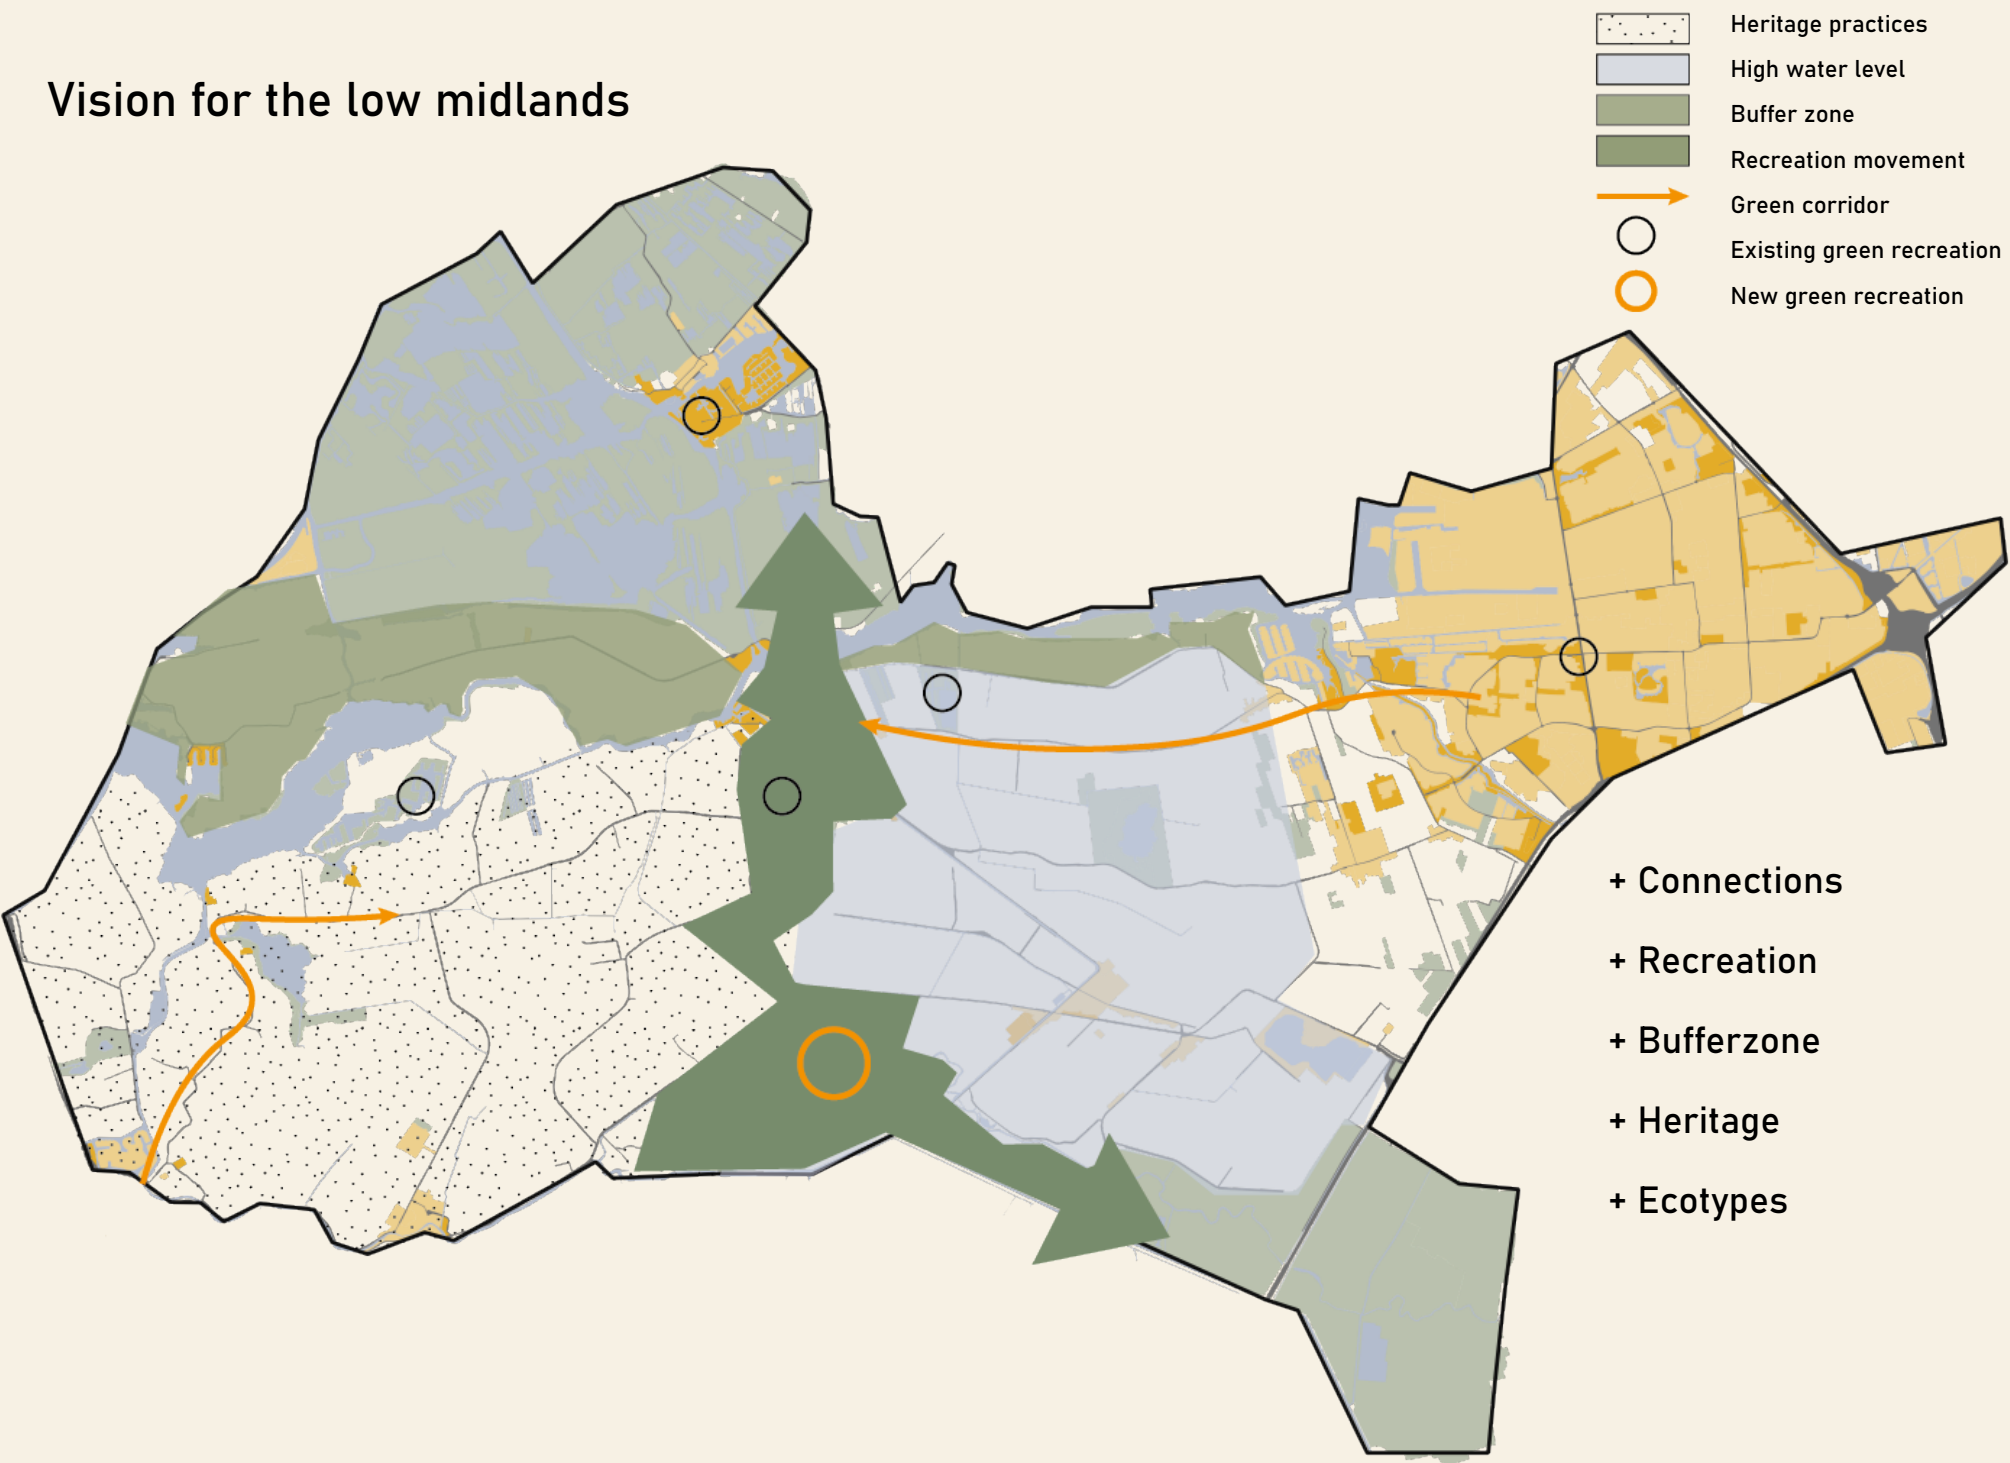 Vision for the low midlands
Heritage practices
High water level
Buffer zone
Recreation movement
Green corridor
Existing green recreation
New green recreation
+ Connections
+ Recreation
+ Bufferzone
+ Heritage
+ Ecotypes